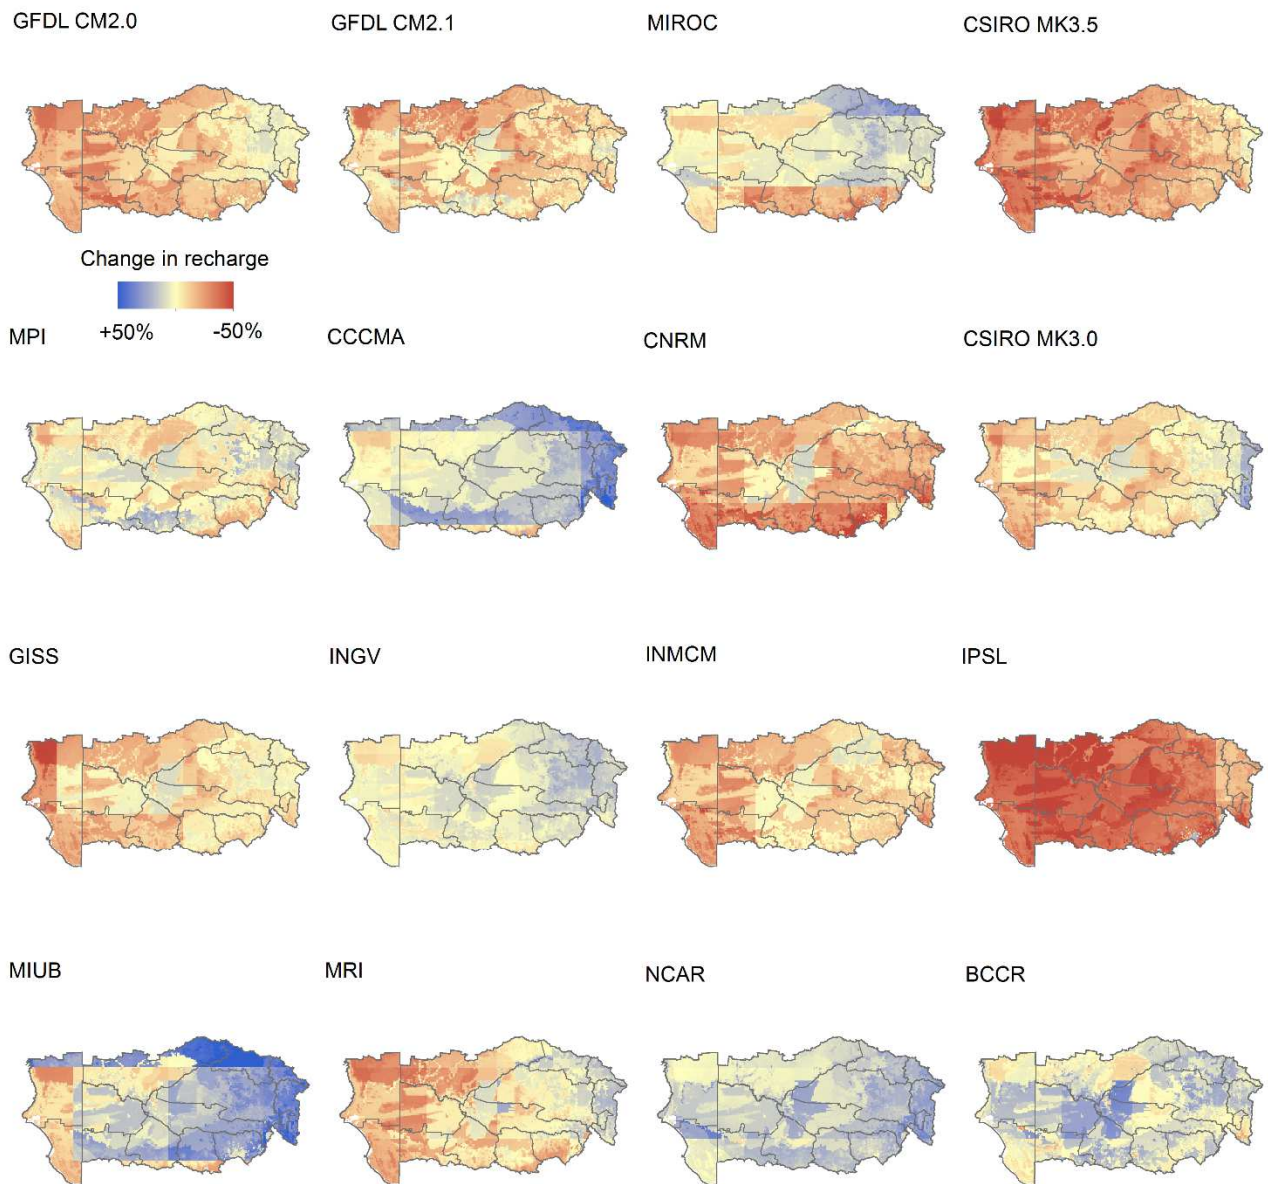 GFDL CM2.0
GFDL CM2.1
MIROC
CSIRO MK3.5
Change in recharge
+50%
-50%
MPI
CCCMA
CNRM
CSIRO MK3.0
GISS
INGV
INMCM
IPSL
MIUB
MRI
NCAR
BCCR